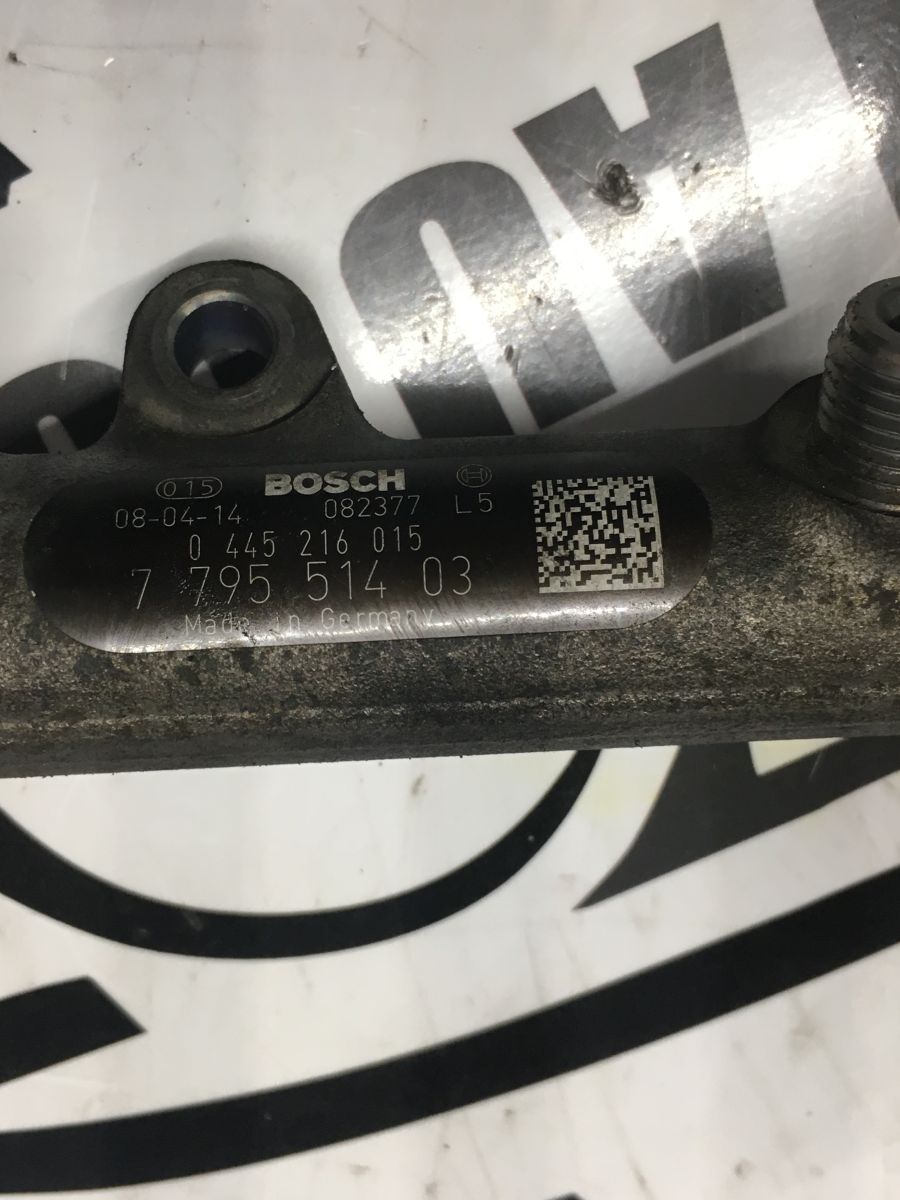 015 BOSCH
08-04-14 082377 L5
0 445 216 015
7 795 514 03
Made in Germany